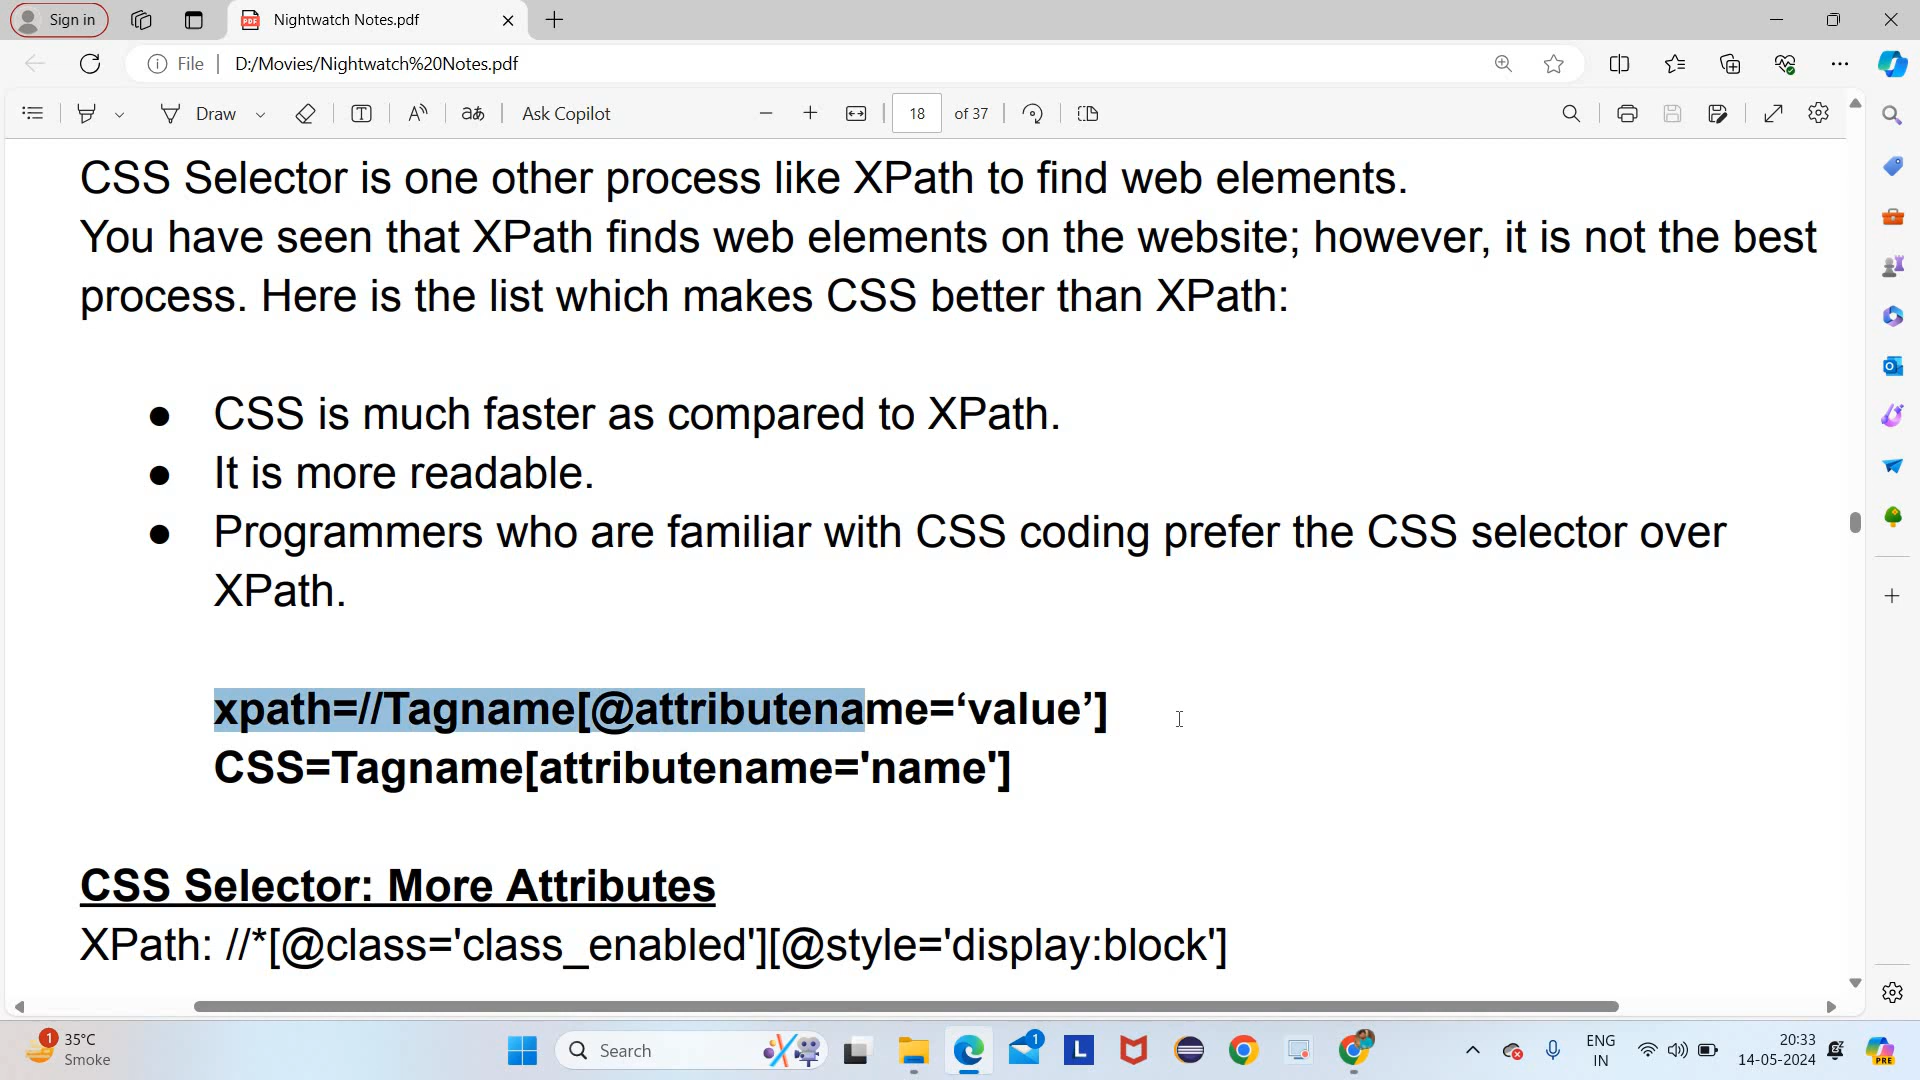 Sign in
Nightwatch Notes.pdf
File
D:/Movies/Nightwatch%20Notes.pdf
Draw
aあ
Ask Copilot
18
of 37
CSS Selector is one other process like XPath to find web elements.
You have seen that XPath finds web elements on the website; however, it is not the best
process. Here is the list which makes CSS better than XPath:
● CSS is much faster as compared to XPath.
● It is more readable.
● Programmers who are familiar with CSS coding prefer the CSS selector over
XPath.
xpath=//Tagname[@attributename=‘value’]
CSS=Tagname[attributename='name']
CSS Selector: More Attributes
XPath: //*[@class='class_enabled'][@style='display:block']
1
35°C
Smoke
Search
1
L
ENG
IN
20:33
14-05-2024
PRE